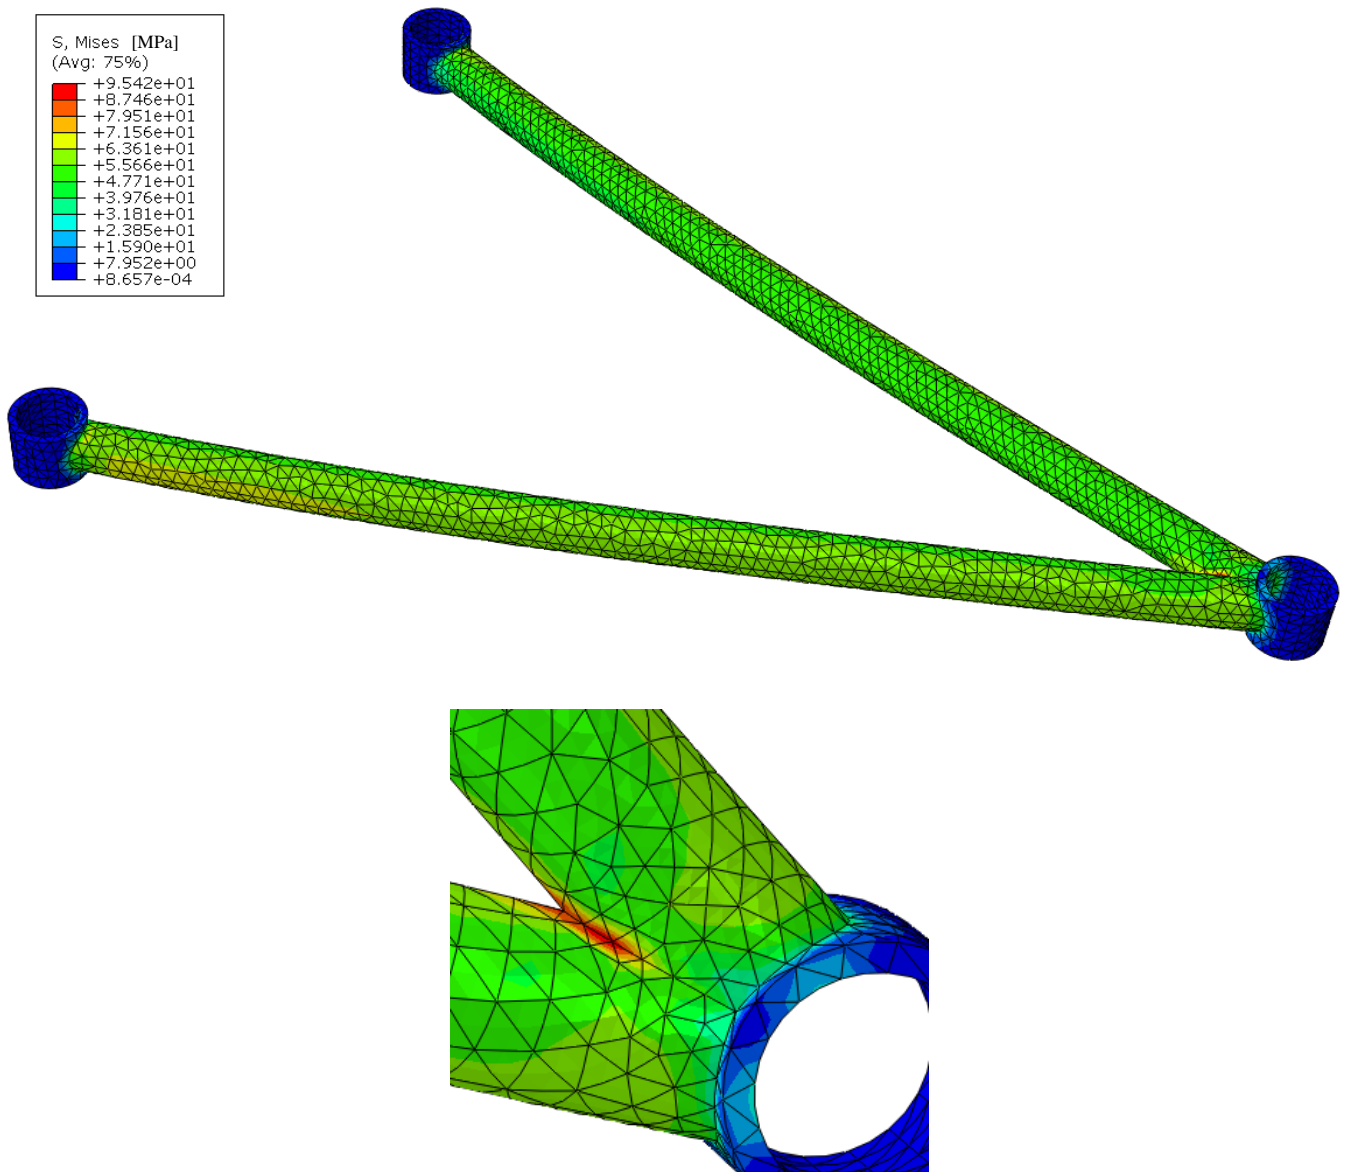 S, Mises [MPa]
(Avg: 75%)
+9.542e+01
+8.746e+01
+7.951e+01
+7.156e+01
+6.361e+01
+5.566e+01
+4.771e+01
+3.976e+01
+3.181e+01
+2.385e+01
+1.590e+01
+7.952e+00
+8.657e-04